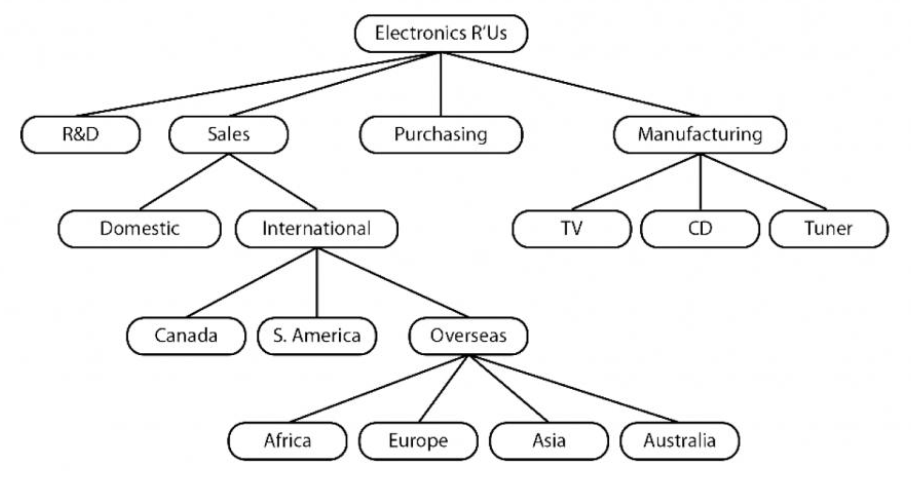 Electronics R'Us
R&D
Sales
Purchasing
Manufacturing
Domestic
International
TV
CD
Tuner
Canada
S. America
Overseas
Africa
Europe
Asia
Australia